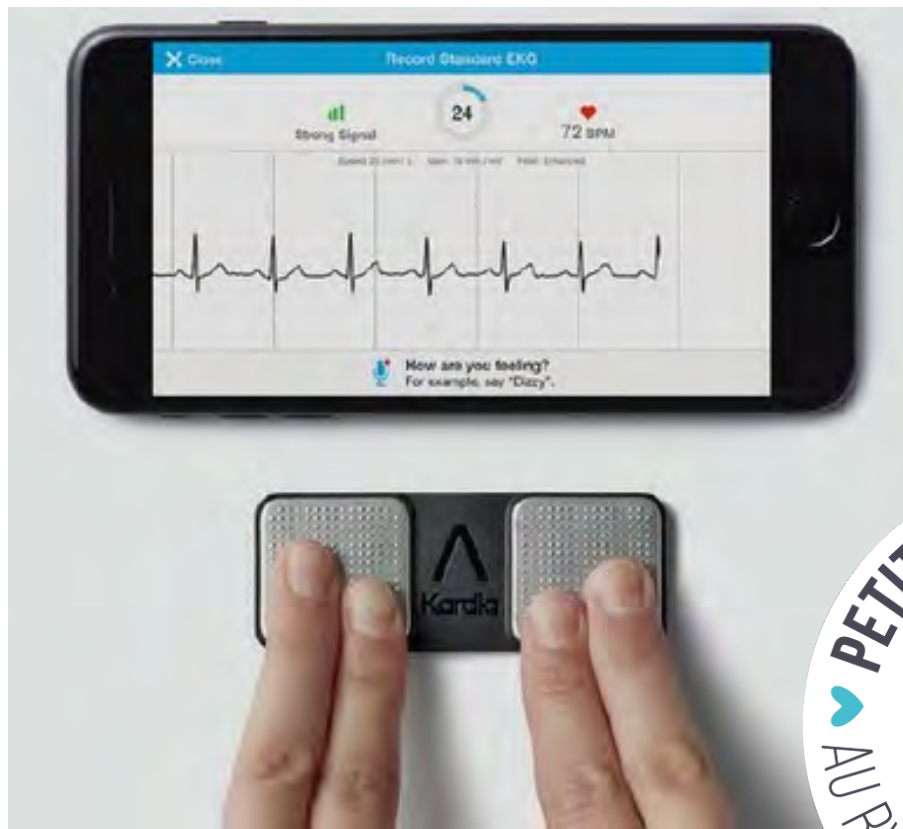 Close
Record Standard EKG
24
Strong Signal
72 BPM
How are you feeling?
For example, say "Dizzy".
Kardia
PETIT
AU